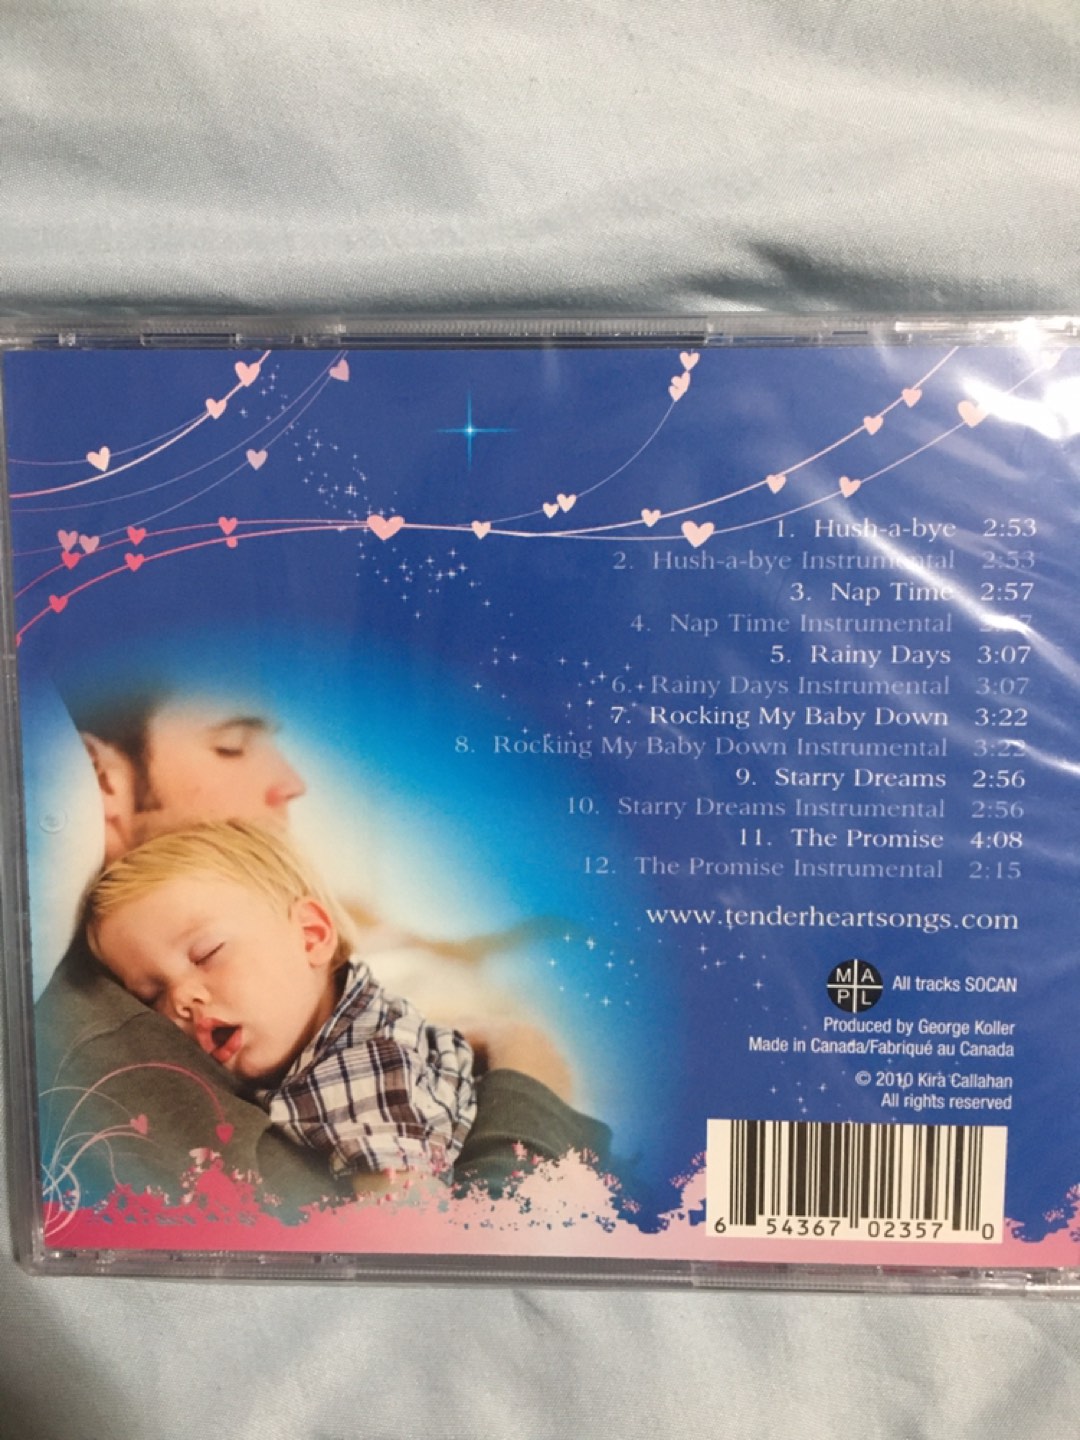 1. Hush-a-bye 2:53
2. Hush-a-bye Instrumental 2:53
3. Nap Time 2:57
4. Nap Time Instrumental 2:57
5. Rainy Days 3:07
6. Rainy Days Instrumental 3:07
7. Rocking My Baby Down 3:22
8. Rocking My Baby Down Instrumental 3:22
9. Starry Dreams 2:56
10. Starry Dreams Instrumental 2:56
11. The Promise 4:08
12. The Promise Instrumental 2:15
www.tenderheartsongs.com
M A
P L
All tracks SOCAN
Produced by George Koller
Made in Canada/Fabriqué au Canada
© 2010 Kira Callahan
All rights reserved
6 54367 02357 0